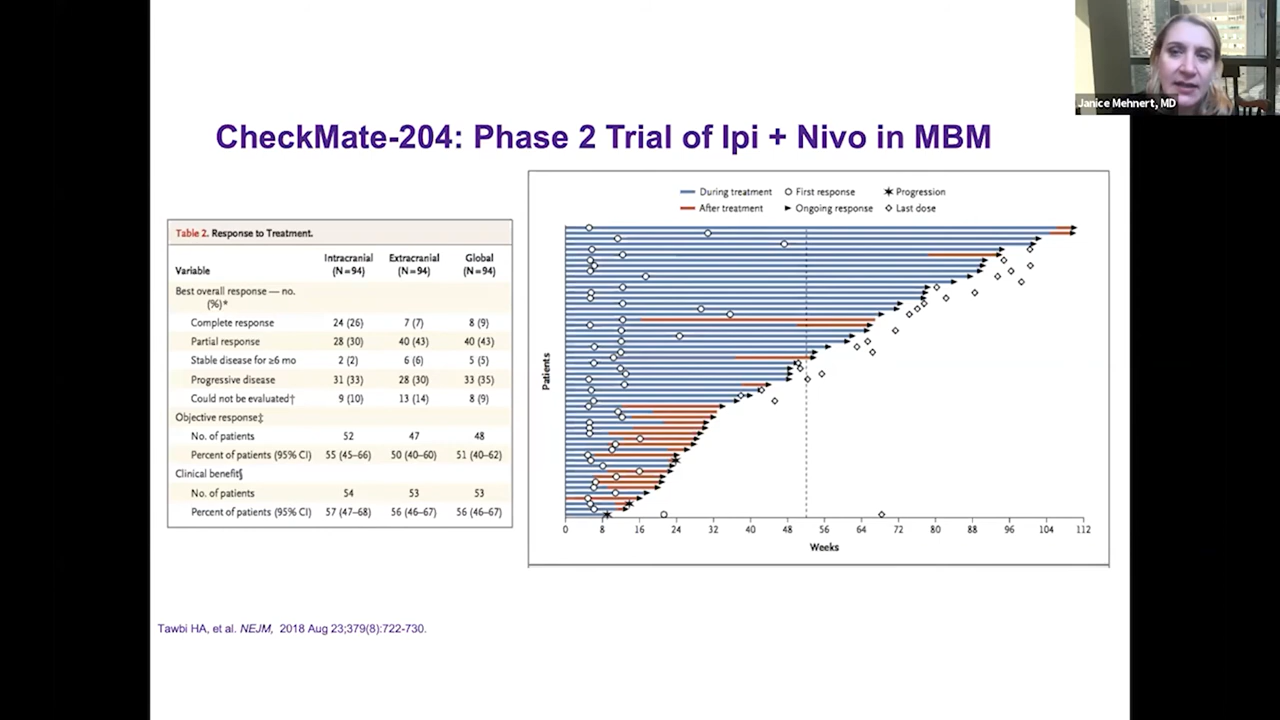 Janice Mehnert, MD
CheckMate-204: Phase 2 Trial of Ipi + Nivo in MBM
Table 2. Response to Treatment.
Variable Intracranial (N=94) Extracranial (N=94) Global (N=94)
Best overall response — no. (%)*
Complete response 24 (26) 7 (7) 8 (9)
Partial response 28 (30) 40 (43) 40 (43)
Stable disease for ≥6 mo 2 (2) 6 (6) 5 (5)
Progressive disease 31 (33) 28 (30) 33 (35)
Could not be evaluated† 9 (10) 13 (14) 8 (9)
Objective response‡
No. of patients 52 47 48
Percent of patients (95% CI) 55 (45–66) 50 (40–60) 51 (40–62)
Clinical benefit§
No. of patients 54 53 53
Percent of patients (95% CI) 57 (47–68) 56 (46–67) 56 (46–67)
During treatment First response Progression
After treatment Ongoing response Last dose
Patients
0 8 16 24 32 40 48 56 64 72 80 88 96 104 112
Weeks
Tawbi HA, et al. NEJM, 2018 Aug 23;379(8):722-730.